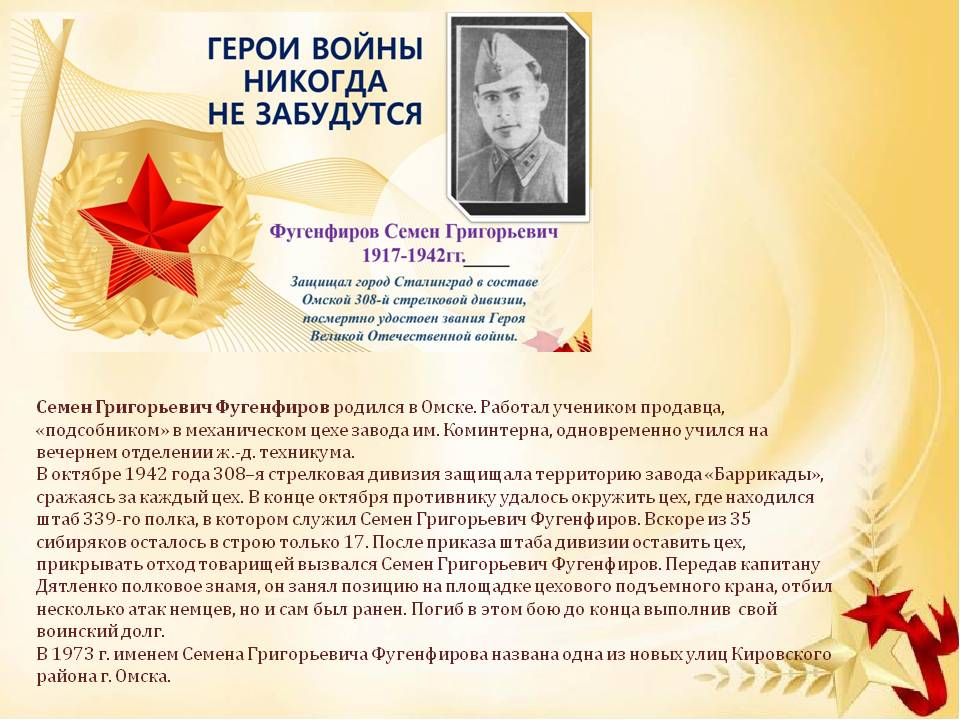 ГЕРОИ ВОЙНЫ
НИКОГДА
НЕ ЗАБУДУТСЯ
Фугенфиров Семен Григорьевич
1917-1942гг.
Защищал город Сталинград в составе
Омской 308-й стрелковой дивизии,
посмертно удостоен звания Героя
Великой Отечественной войны.
Семен Григорьевич Фугенфиров родился в Омске. Работал учеником продавца,
«подсобником» в механическом цехе завода им. Коминтерна, одновременно учился на
вечернем отделении ж.-д. техникума.
В октябре 1942 года 308–я стрелковая дивизия защищала территорию завода «Баррикады»,
сражаясь за каждый цех. В конце октября противнику удалось окружить цех, где находился
штаб 339-го полка, в котором служил Семен Григорьевич Фугенфиров. Вскоре из 35
сибиряков осталось в строю только 17. После приказа штаба дивизии оставить цех,
прикрывать отход товарищей вызвался Семен Григорьевич Фугенфиров. Передав капитану
Дятленко полковое знамя, он занял позицию на площадке цехового подъемного крана, отбил
несколько атак немцев, но и сам был ранен. Погиб в этом бою до конца выполнив свой
воинский долг.
В 1973 г. именем Семена Григорьевича Фугенфирова названа одна из новых улиц Кировского
района г. Омска.